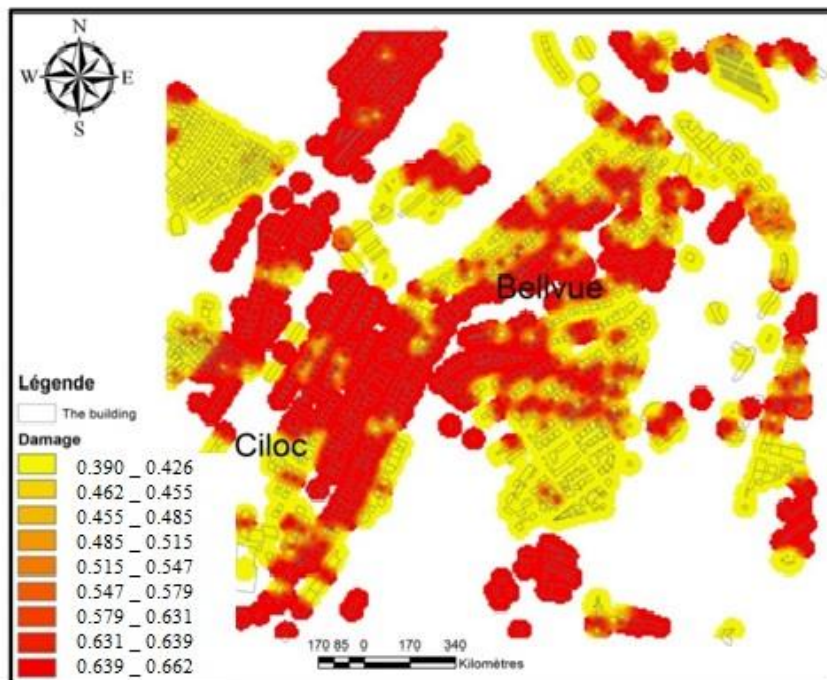 N
W E
S
Bellvue
Ciloc
Légende
The building
Damage
0.390 _ 0.426
0.462 _ 0.455
0.455 _ 0.485
0.485 _ 0.515
0.515 _ 0.547
0.547 _ 0.579
0.579 _ 0.631
0.631 _ 0.639
0.639 _ 0.662
170 85 0 170 340
Kilomètres